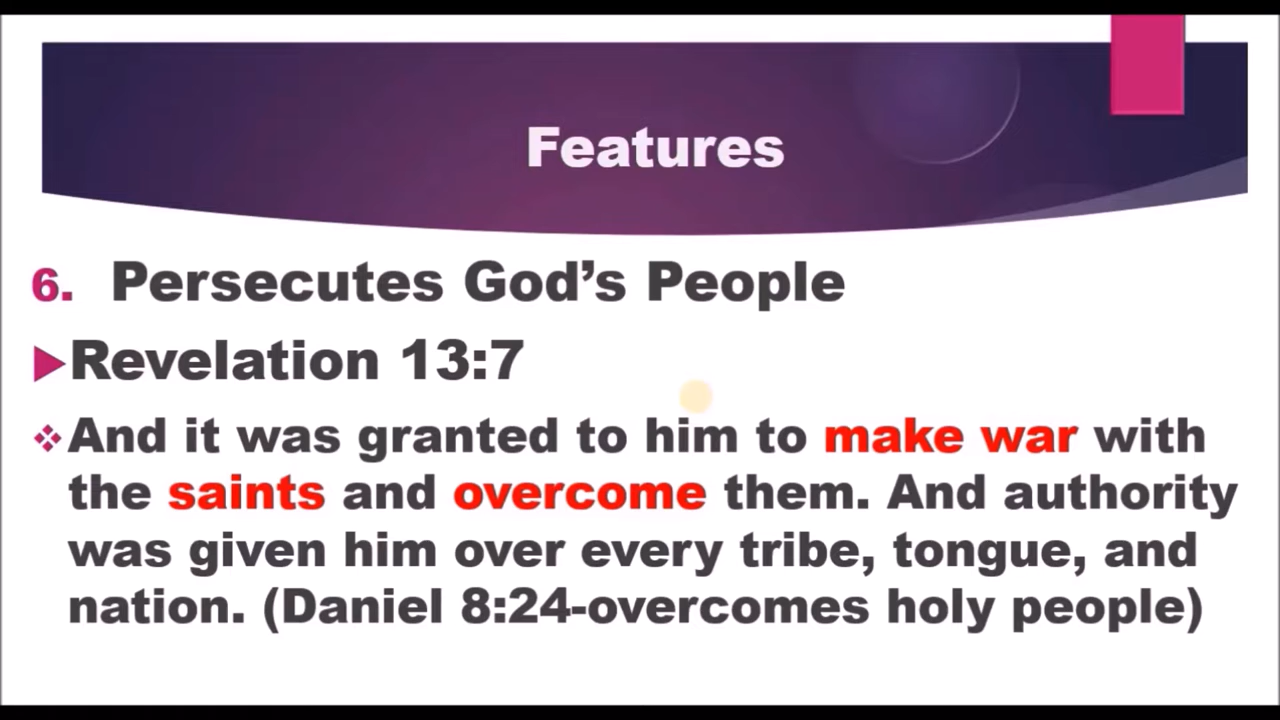 Features
6. Persecutes God’s People
Revelation 13:7
And it was granted to him to make war with
the saints and overcome them. And authority
was given him over every tribe, tongue, and
nation. (Daniel 8:24-overcomes holy people)